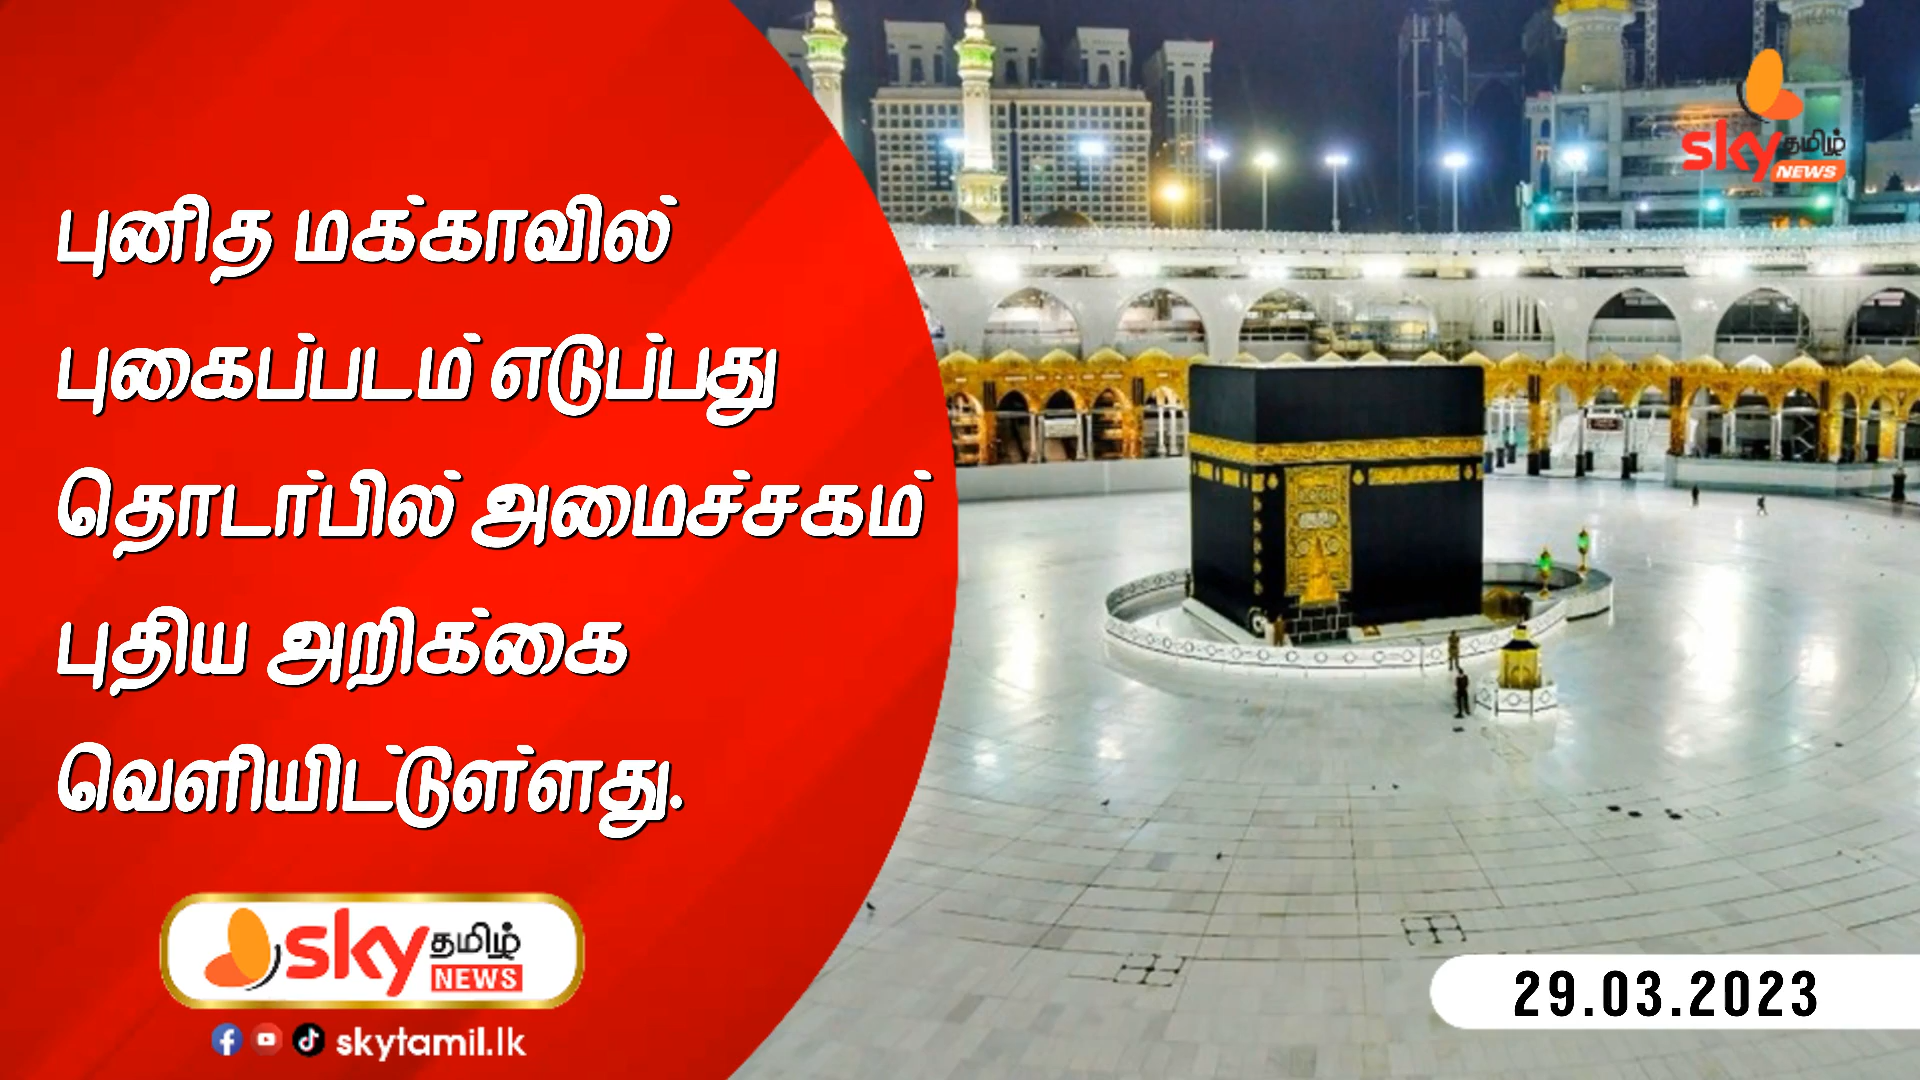 புனித மக்காவில்
புகைப்படம் எடுப்பது
தொடர்பில் அமைச்சகம்
புதிய அறிக்கை
வெளியிட்டுள்ளது.
sky தமிழ் NEWS
skytamil.lk
sky தமிழ் NEWS
29.03.2023